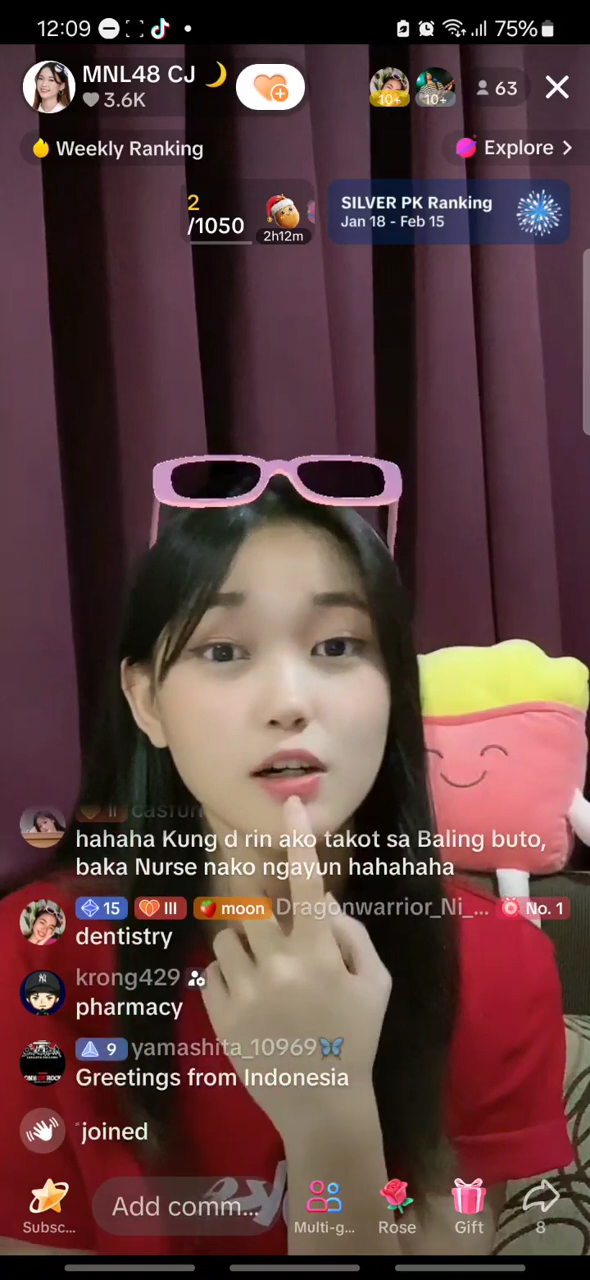 12:09
75%
MNL48 CJ 🌙
3.6K
10+
10+
63
Weekly Ranking
Explore
2
/1050
2h12m
SILVER PK Ranking
Jan 18 - Feb 15
II
hahaha Kung d rin ako takot sa Baling buto,
baka Nurse nako ngayun hahahaha
15 III moon Dragonwarrior_Ni_... No. 1
dentistry
krong429
pharmacy
9 yamashita_10969🦋
Greetings from Indonesia
joined
Add comm...
Subsc...
Multi-g...
Rose
Gift
8